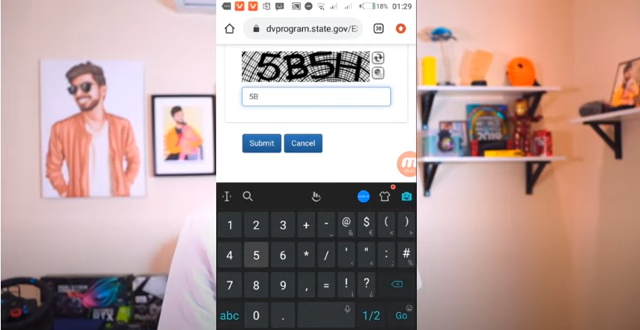 18% 01:29
dvprogram.state.gov/E
5B5H
5B
Submit Cancel
1 2 3 + - @ $ ( )
4 5 6 * / ' " : #
7 8 9 , = ! ?
abc 0 . 1/2 Go